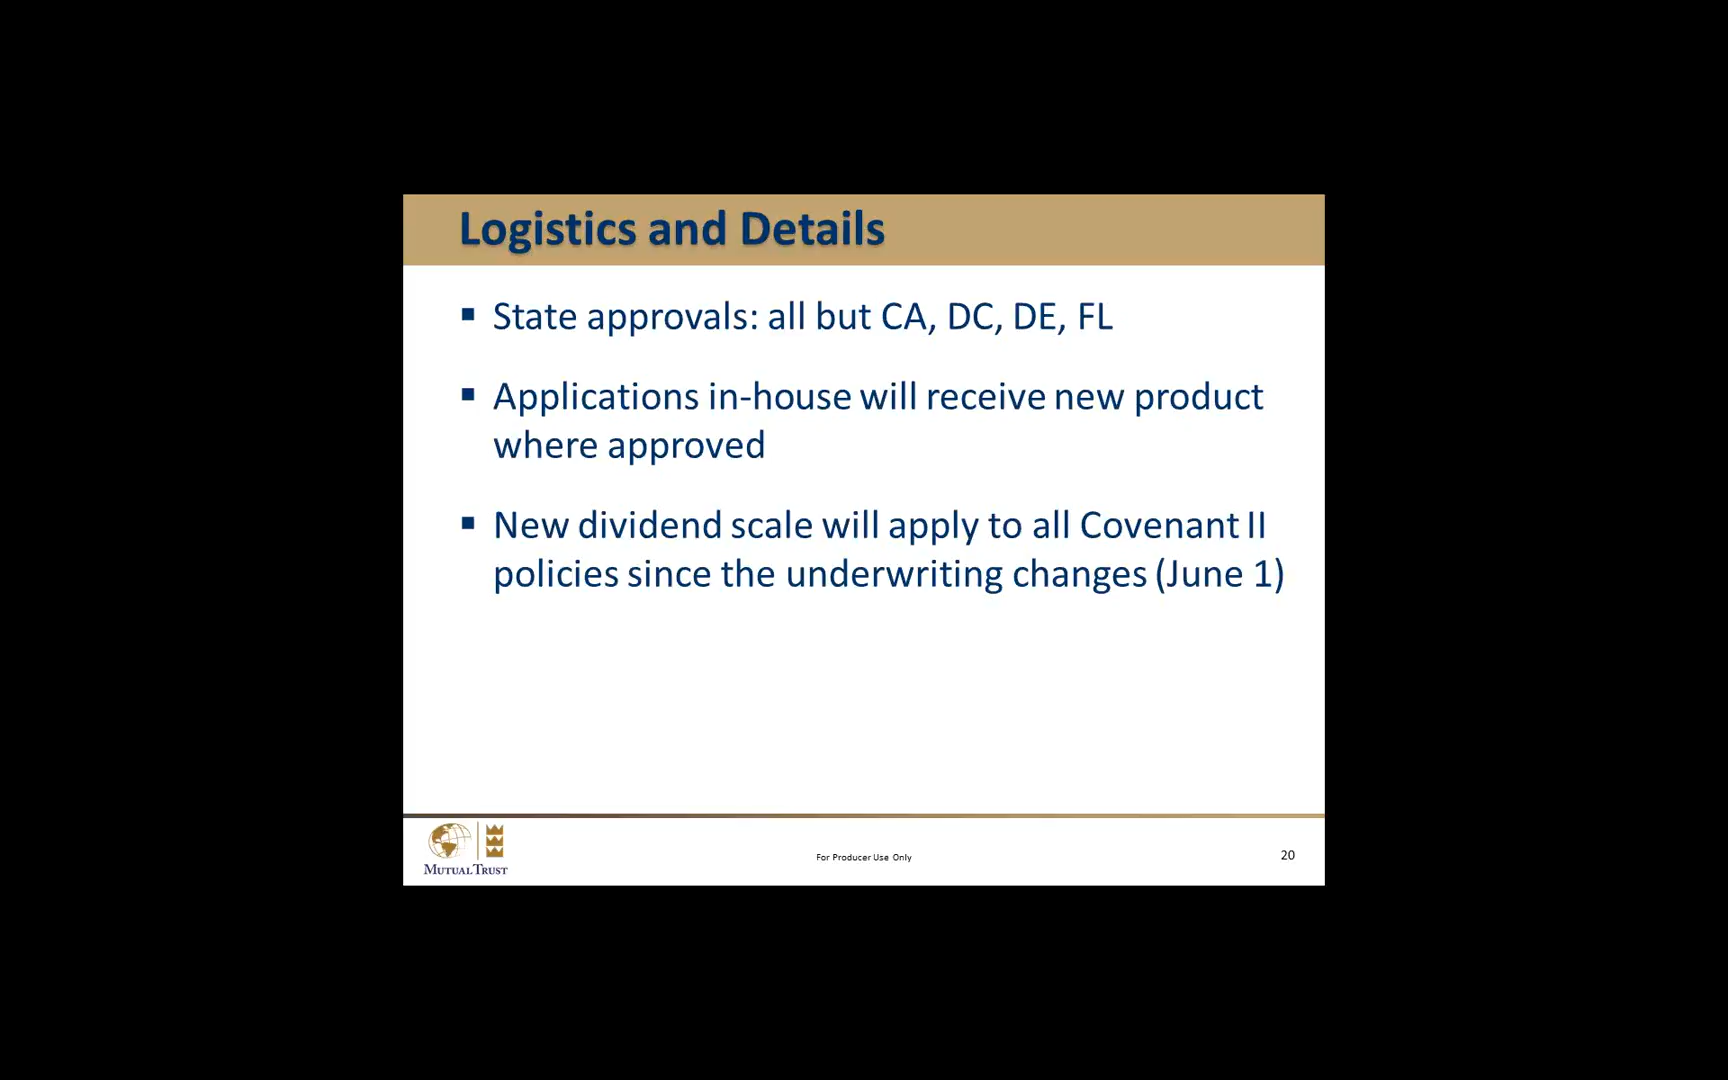 Logistics and Details
▪ State approvals: all but CA, DC, DE, FL
▪ Applications in-house will receive new product
where approved
▪ New dividend scale will apply to all Covenant II
policies since the underwriting changes (June 1)
MUTUAL TRUST
For Producer Use Only
20